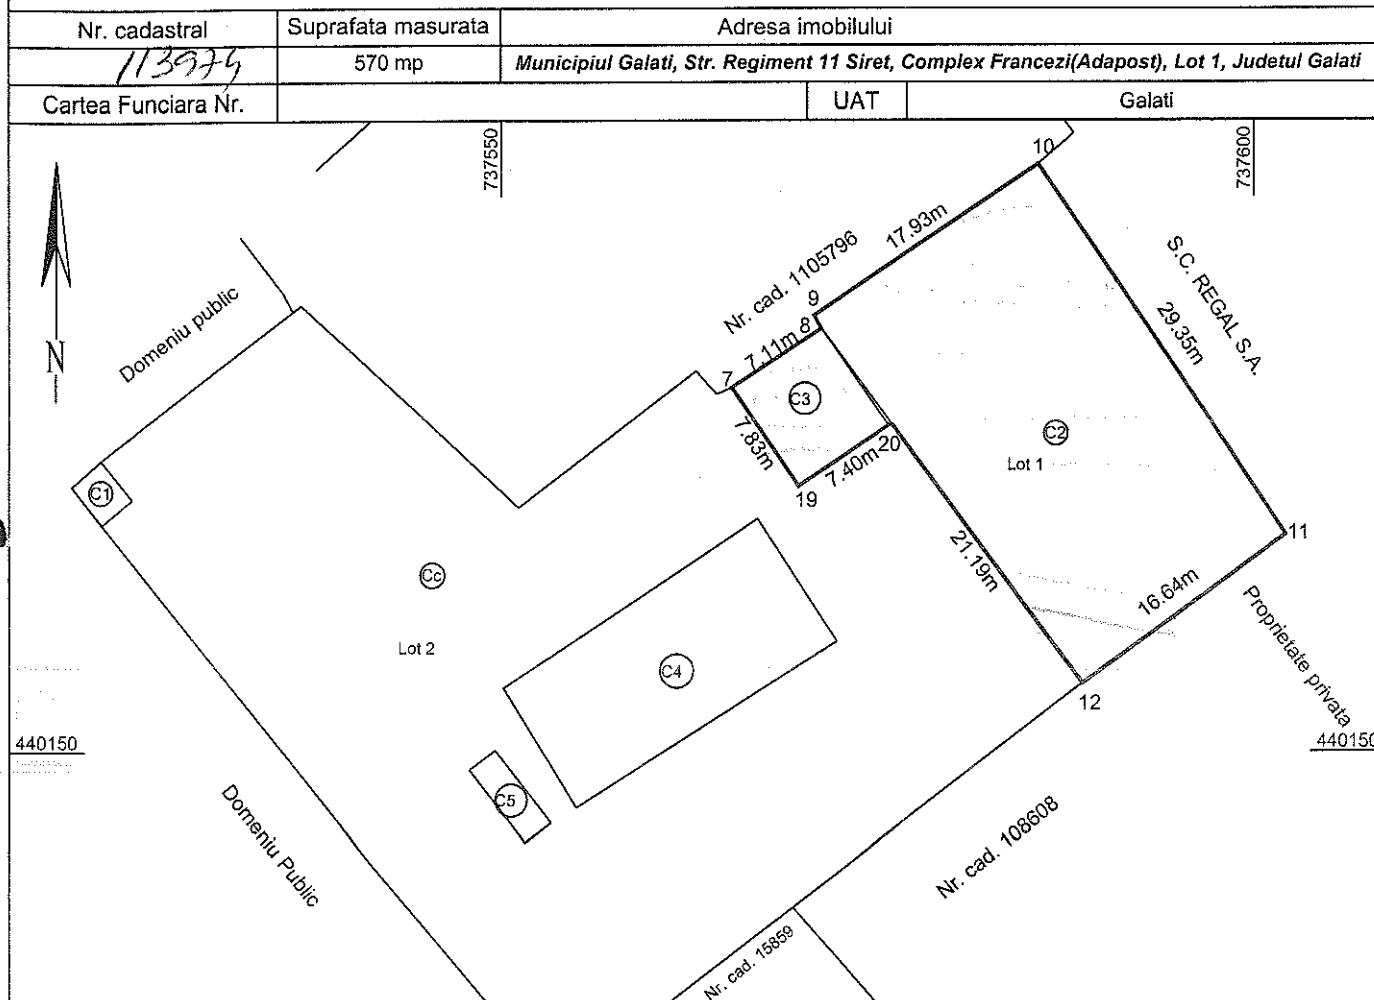 Nr. cadastral Suprafata masurata Adresa imobilului
113974 570 mp Municipiul Galati, Str. Regiment 11 Siret, Complex Francezi(Adapost), Lot 1, Judetul Galati
Cartea Funciara Nr. UAT Galati
737550
737600
10
17.93m
Nr. cad. 1105796
S.C. REGAL S.A.
9
8
7.11m
29.35m
Domeniu public
N
7
C3
7.83m
C2
20
Lot 1
7.40m
19
C1
11
21.19m
Cc
16.64m
Proprietate privata
Lot 2
C4
12
440150
440150
C5
Domeniu Public
Nr. cad. 108608
Nr. cad. 15859